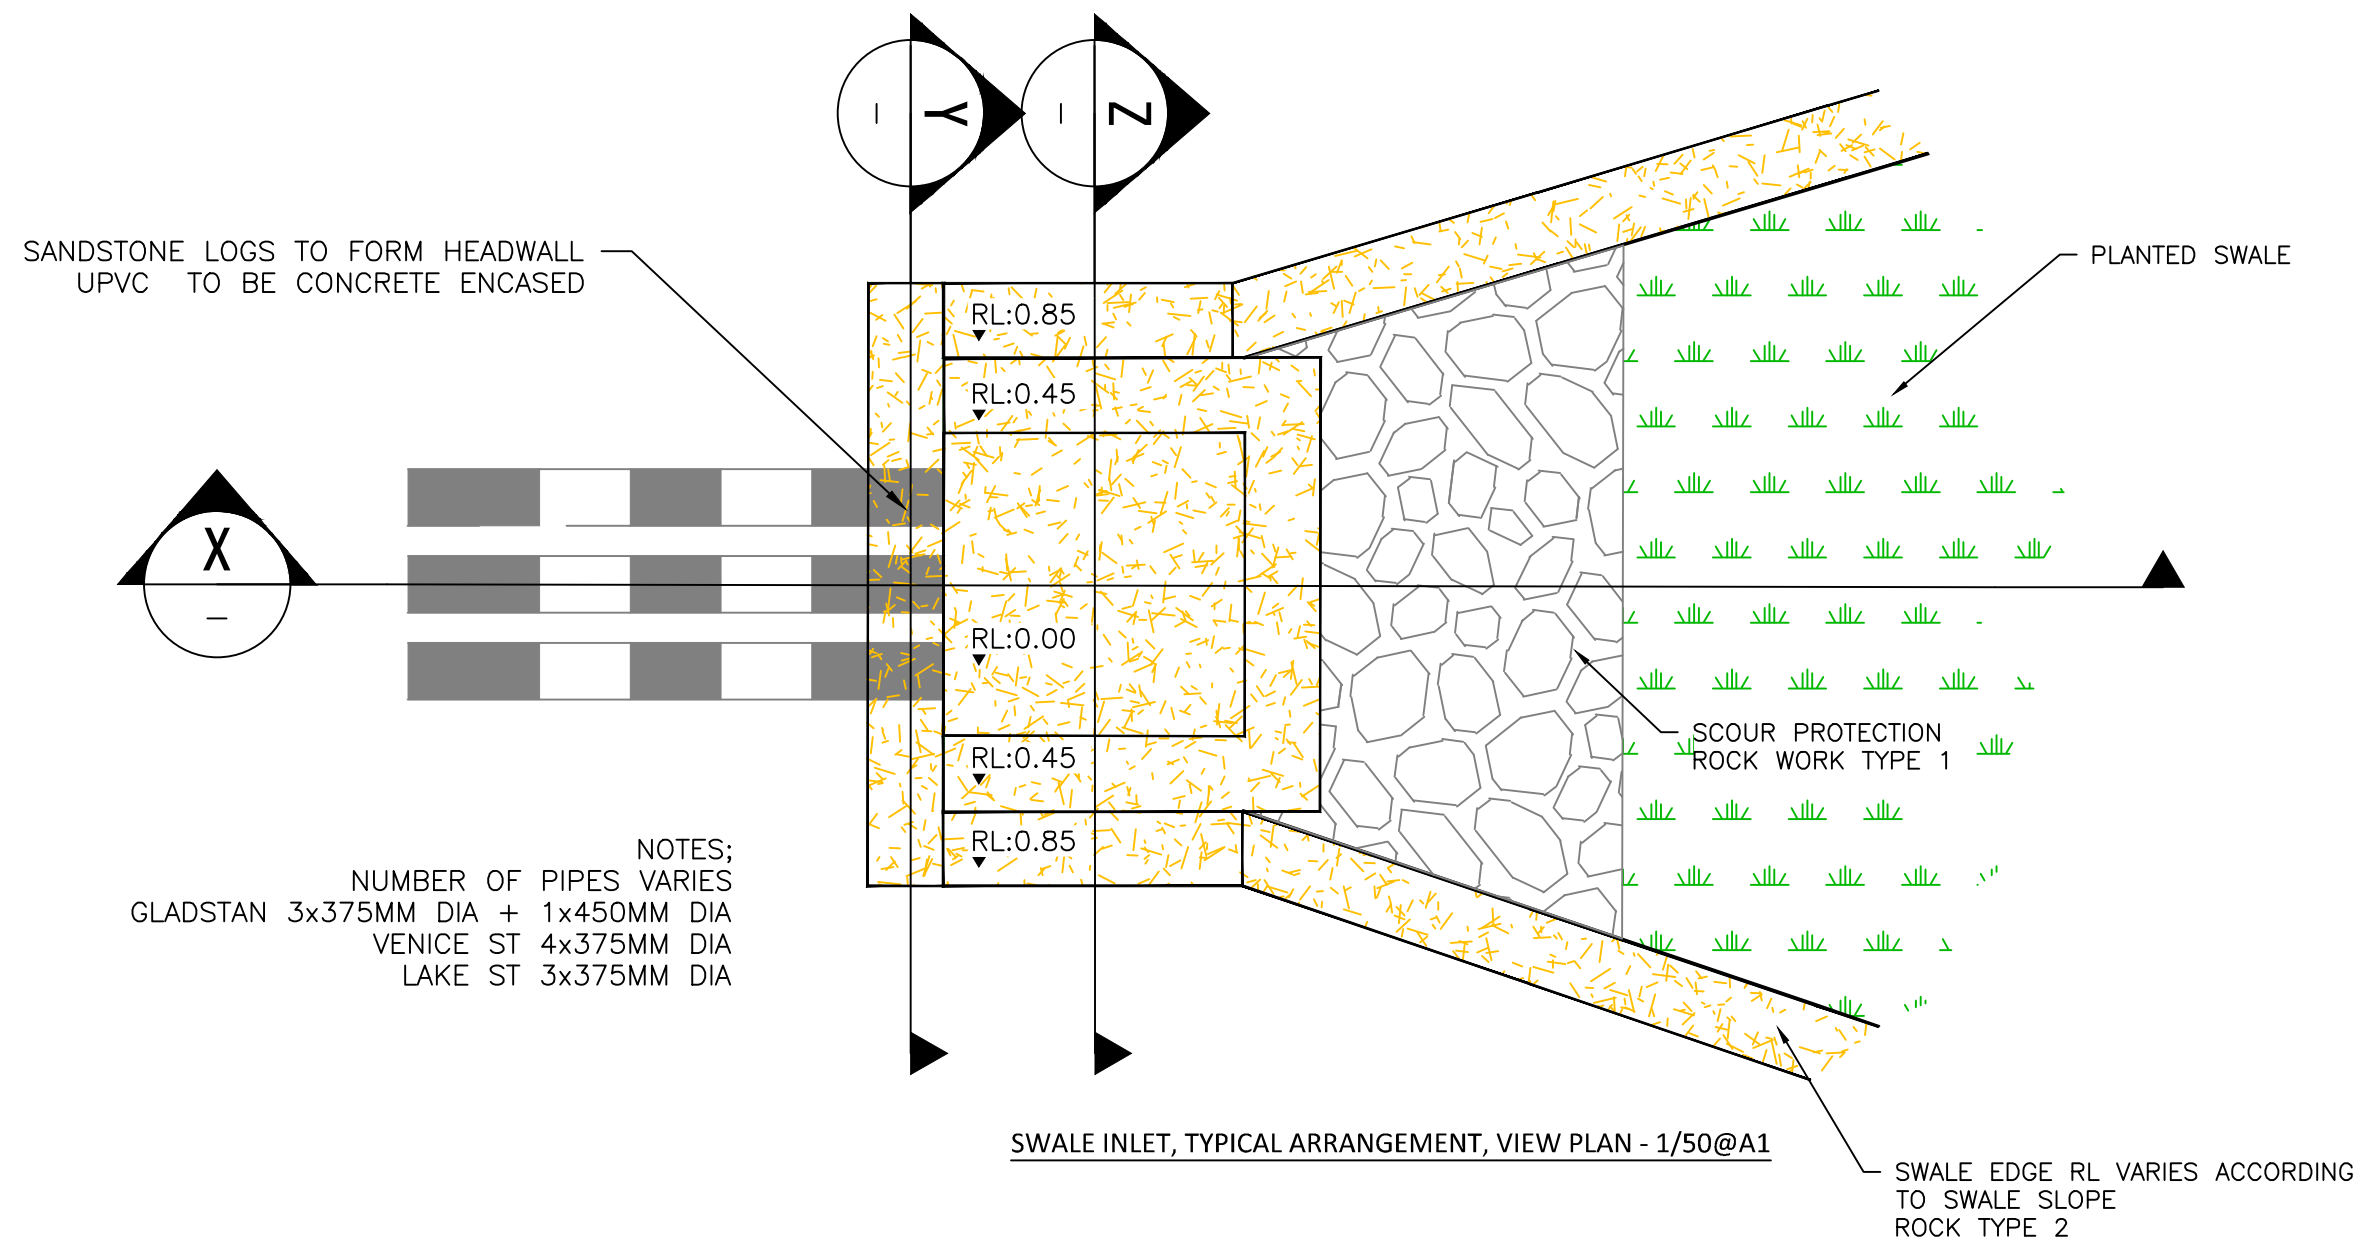 Y
Z
SANDSTONE LOGS TO FORM HEADWALL
UPVC TO BE CONCRETE ENCASED
PLANTED SWALE
RL:0.85
RL:0.45
X
RL:0.00
SCOUR PROTECTION
ROCK WORK TYPE 1
RL:0.45
RL:0.85
NOTES;
NUMBER OF PIPES VARIES
GLADSTAN 3x375MM DIA + 1x450MM DIA
VENICE ST 4x375MM DIA
LAKE ST 3x375MM DIA
SWALE INLET, TYPICAL ARRANGEMENT, VIEW PLAN - 1/50@A1
SWALE EDGE RL VARIES ACCORDING
TO SWALE SLOPE
ROCK TYPE 2